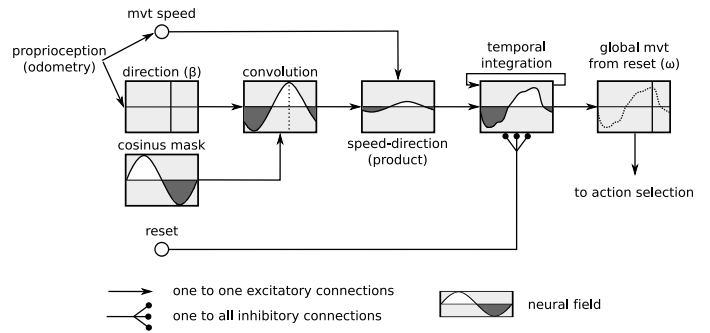 mvt speed
proprioception
(odometry)
direction (β)
convolution
temporal
integration
global mvt
from reset (ω)
cosinus mask
speed-direction
(product)
to action selection
reset
one to one excitatory connections
one to all inhibitory connections
neural field